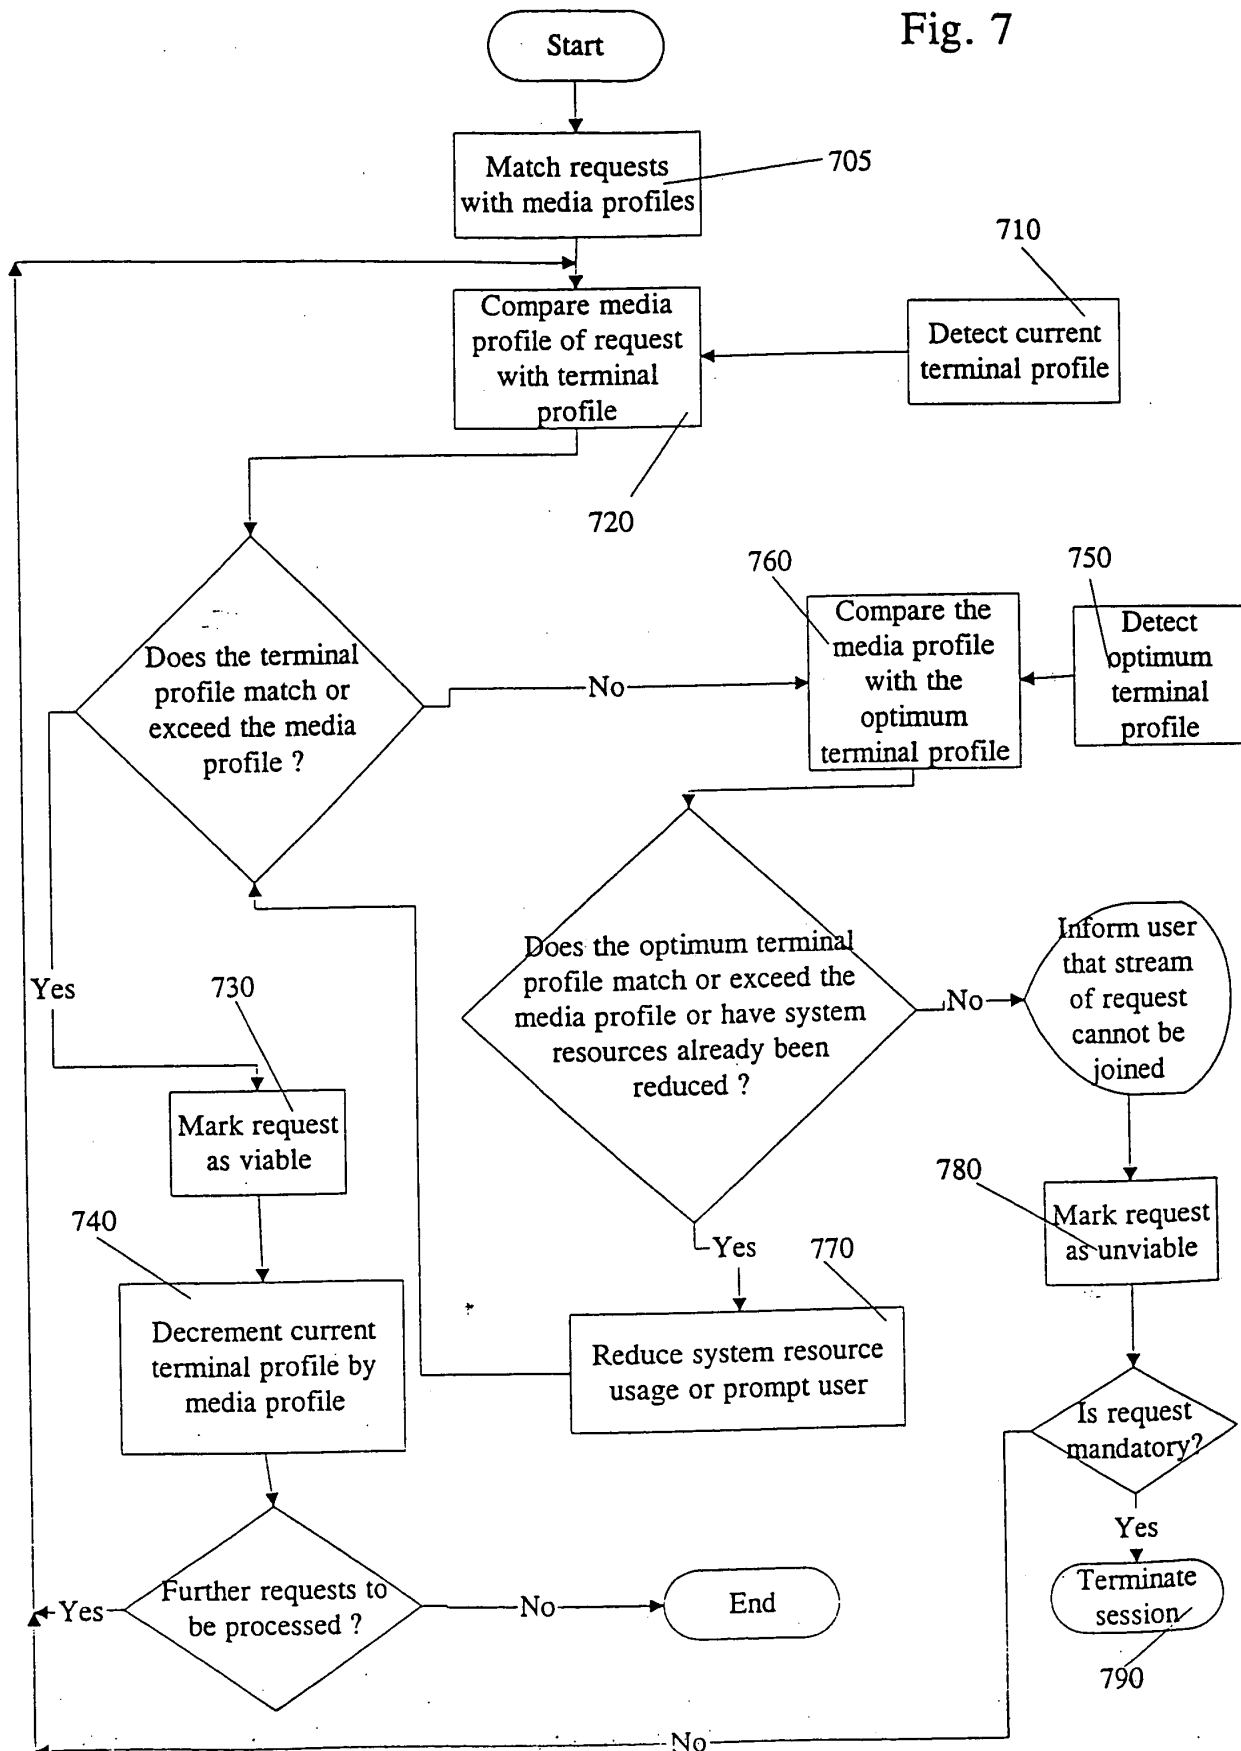 Fig. 7
Start
Match requests
with media profiles
705
710
Compare media
profile of request
with terminal
profile
Detect current
terminal profile
720
760
750
Compare the
media profile
with the
optimum
terminal profile
Detect
optimum
terminal
profile
Does the terminal
profile match or
exceed the media
profile ?
No
Yes
Does the optimum terminal
profile match or exceed the
media profile or have system
resources already been
reduced ?
No
Inform user
that stream
of request
cannot be
joined
730
Mark request
as viable
780
Mark request
as unviable
740
Yes
770
Decrement current
terminal profile by
media profile
Reduce system resource
usage or prompt user
Is request
mandatory?
Yes
Further requests to
be processed ?
Yes
No
End
Terminate
session
790
No